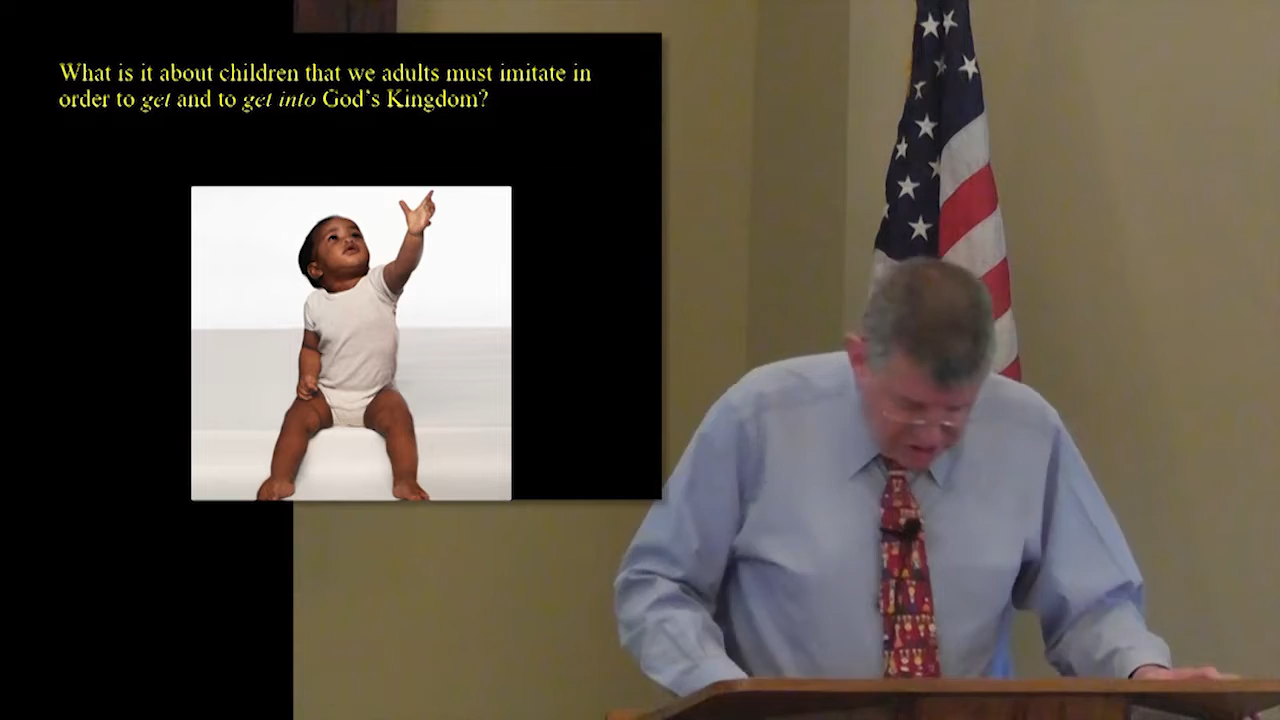 What is it about children that we adults must imitate in
order to get and to get into God's Kingdom?